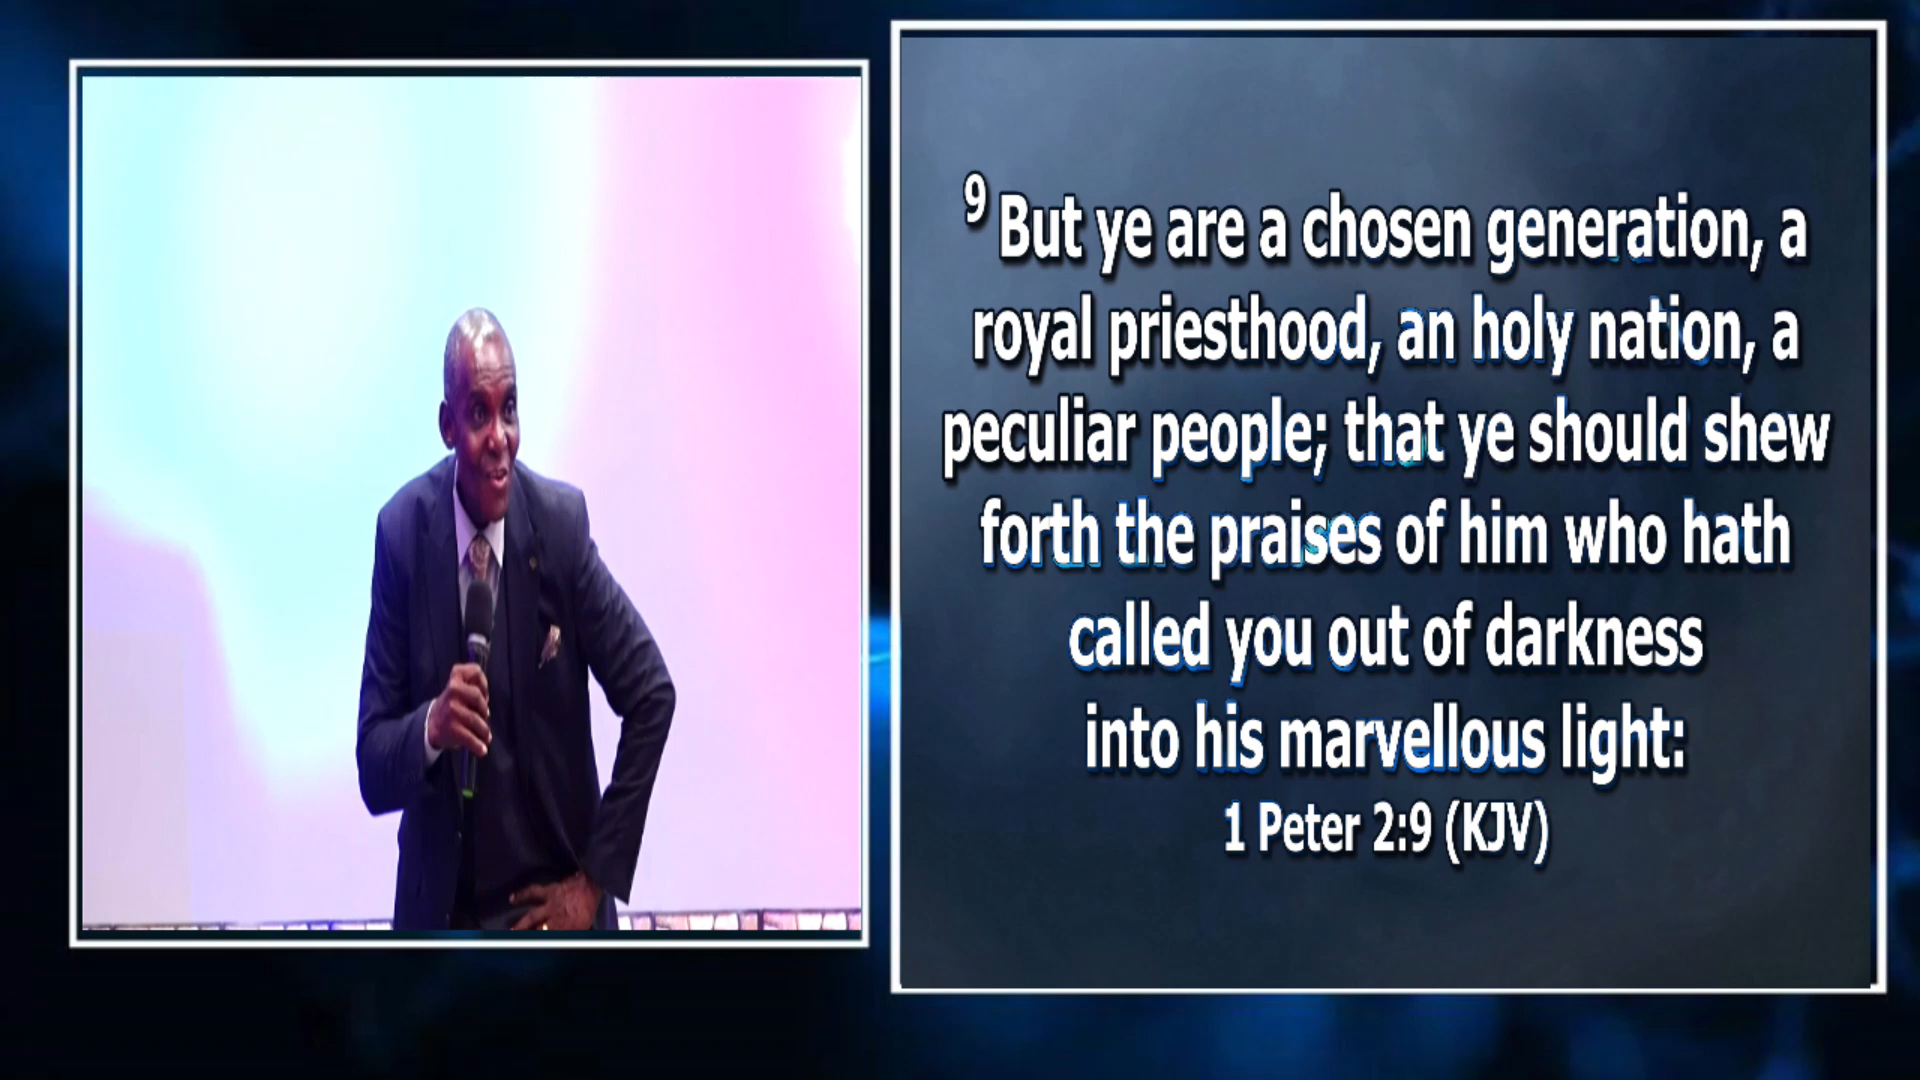 9 But ye are a chosen generation, a
royal priesthood, an holy nation, a
peculiar people; that ye should shew
forth the praises of him who hath
called you out of darkness
into his marvellous light:
1 Peter 2:9 (KJV)